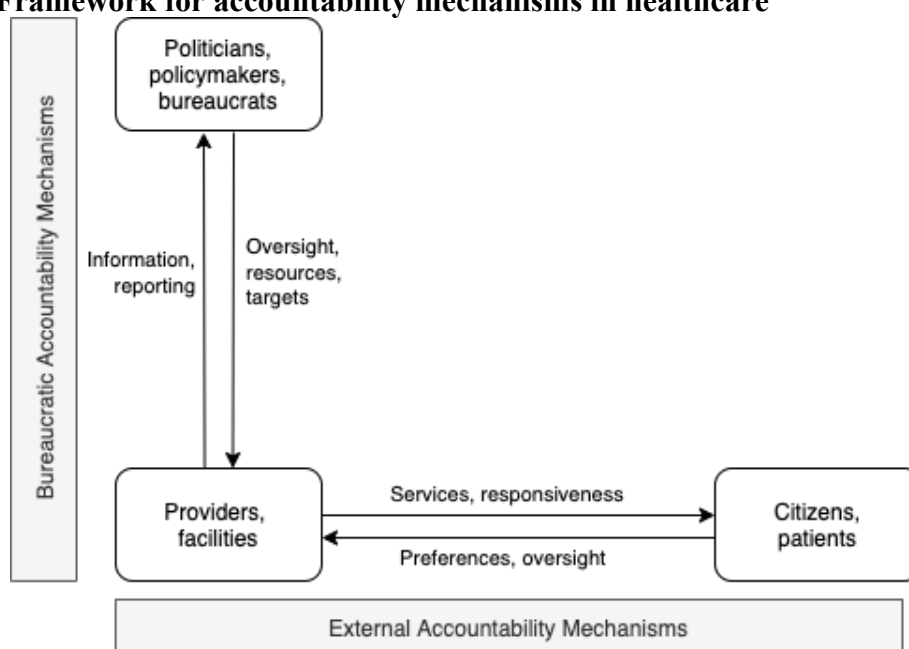 Framework for accountability mechanisms in healthcare
Politicians,
policymakers,
bureaucrats
Bureaucratic Accountability Mechanisms
Information,
reporting
Oversight,
resources,
targets
Providers,
facilities
Services, responsiveness
Preferences, oversight
Citizens,
patients
External Accountability Mechanisms